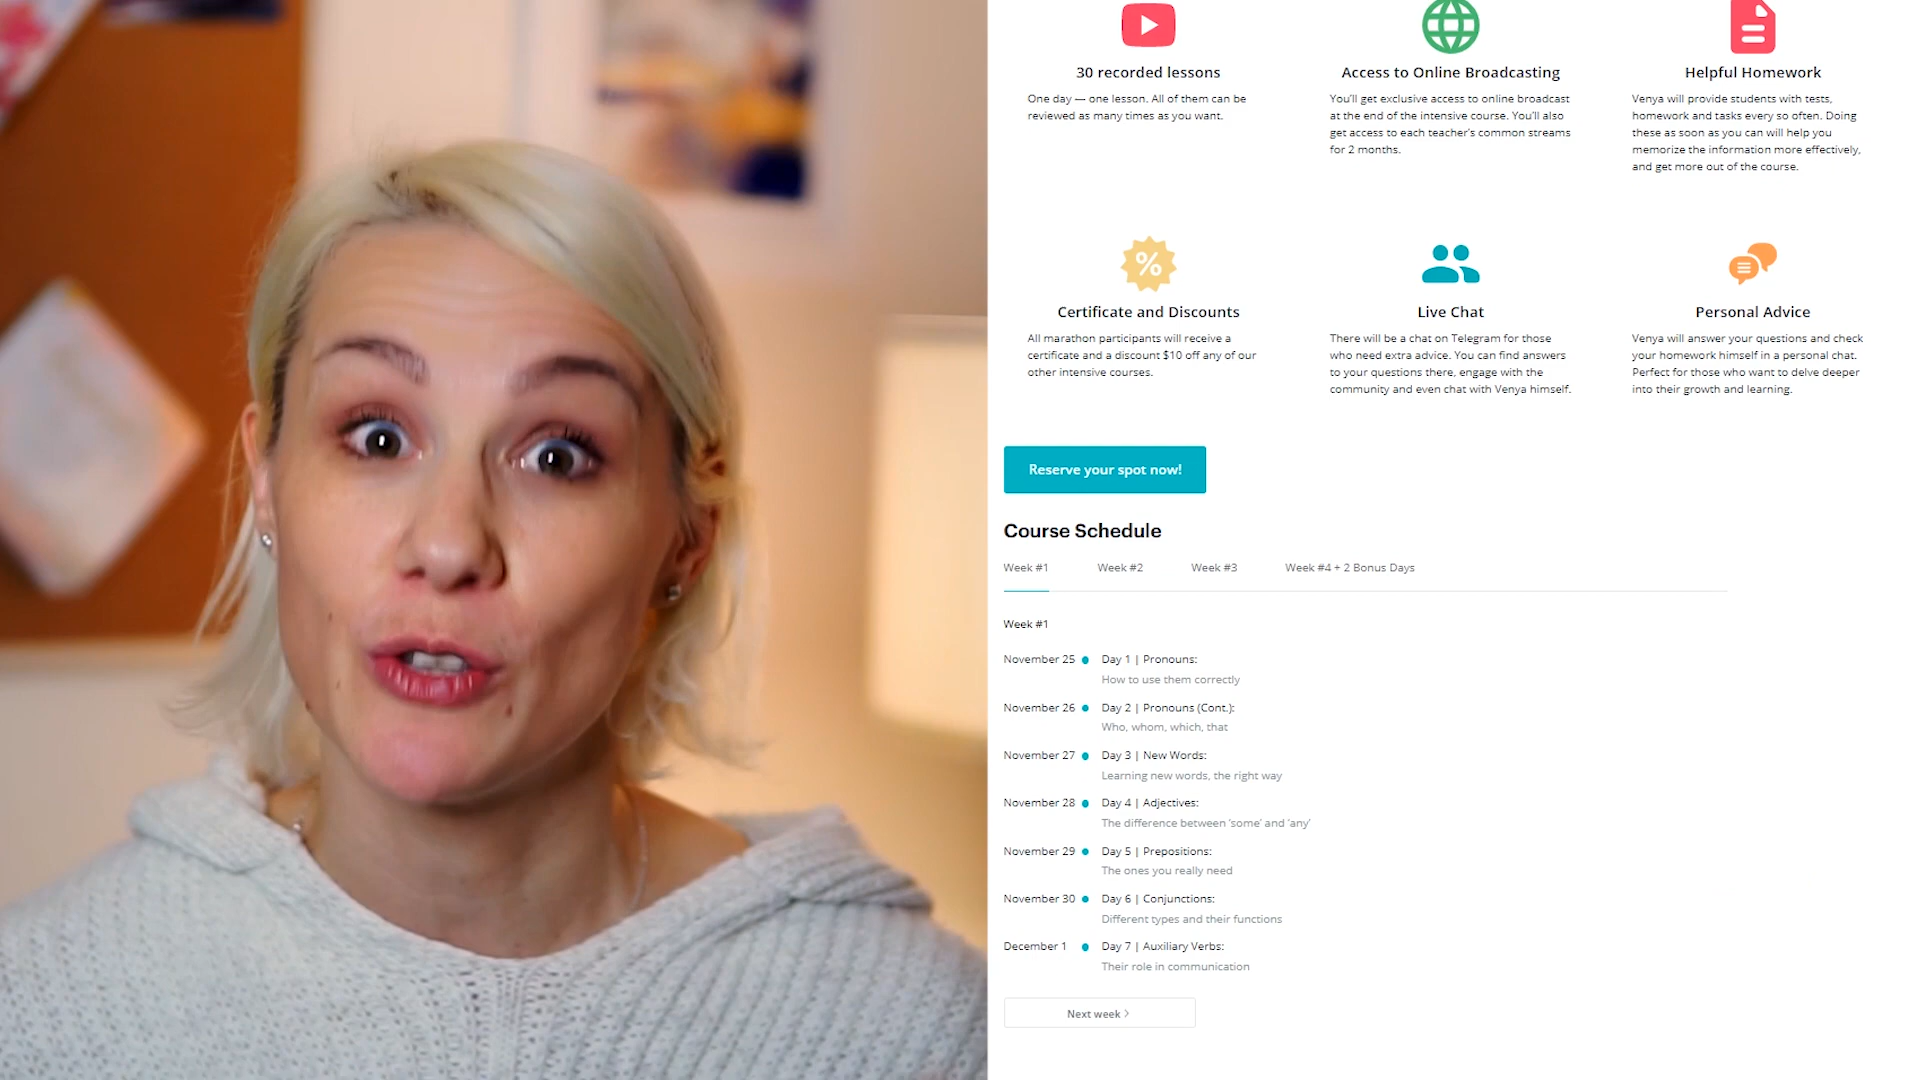 30 recorded lessons
One day — one lesson. All of them can be
reviewed as many times as you want.
Access to Online Broadcasting
You'll get exclusive access to online broadcast
at the end of the intensive course. You'll also
get access to each teacher's common streams
for 2 months.
Helpful Homework
Venya will provide students with tests,
homework and tasks every so often. Doing
these as soon as you can will help you
memorize the information more effectively,
and get more out of the course.
%
Certificate and Discounts
All marathon participants will receive a
certificate and a discount $10 off any of our
other intensive courses.
Live Chat
There will be a chat on Telegram for those
who need extra advice. You can find answers
to your questions there, engage with the
community and even chat with Venya himself.
Personal Advice
Venya will answer your questions and check
your homework himself in a personal chat.
Perfect for those who want to delve deeper
into their growth and learning.
Reserve your spot now!
Course Schedule
Week #1 Week #2 Week #3 Week #4 + 2 Bonus Days
Week #1
November 25 Day 1 | Pronouns:
How to use them correctly
November 26 Day 2 | Pronouns (Cont.):
Who, whom, which, that
November 27 Day 3 | New Words:
Learning new words, the right way
November 28 Day 4 | Adjectives:
The difference between 'some' and 'any'
November 29 Day 5 | Prepositions:
The ones you really need
November 30 Day 6 | Conjunctions:
Different types and their functions
December 1 Day 7 | Auxiliary Verbs:
Their role in communication
Next week >